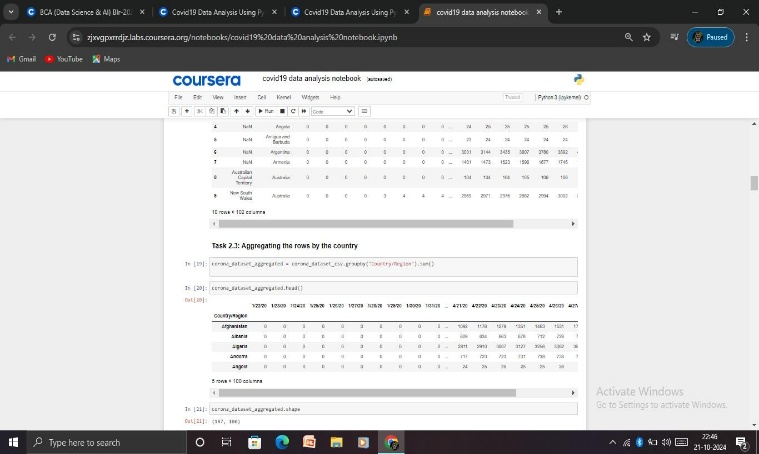 BCA (Data Science & AI) Blr-20
Covid19 Data Analysis Using Py
Covid19 Data Analysis Using Py
covid19 data analysis notebook
zjxvgpxrrdjz.labs.coursera.org/notebooks/covid19%20data%20analysis%20notebook.ipynb
Paused
Gmail YouTube Maps
coursera covid19 data analysis notebook (autosaved)
File Edit View Insert Cell Kernel Widgets Help Trusted Python 3 (ipykernel)
Run Code
4 NaN Angola 0 0 0 0 0 0 0 0 ... 24 25 25 25 25 26
5 NaN Antigua and Barbuda 0 0 0 0 0 0 0 0 ... 23 24 24 24 24 24
6 NaN Argentina 0 0 0 0 0 0 0 0 ... 3031 3144 3435 3607 3780 3892
7 NaN Armenia 0 0 0 0 0 0 0 0 ... 1401 1473 1523 1596 1677 1746
8 Australian Capital Territory Australia 0 0 0 0 0 0 0 0 ... 104 104 104 105 106 106
9 New South Wales Australia 0 0 0 0 3 4 4 4 ... 2969 2971 2976 2982 2994 3002
10 rows × 102 columns
Task 2.3: Aggregating the rows by the country
In [19]: corona_dataset_aggregated = corona_dataset_csv.groupby("Country/Region").sum()
In [20]: corona_dataset_aggregated.head()
Out[20]:
1/22/20 1/23/20 1/24/20 1/25/20 1/26/20 1/27/20 1/28/20 1/29/20 1/30/20 1/31/20 ... 4/21/20 4/22/20 4/23/20 4/24/20 4/25/20 4/26/20 4/27/
Country/Region
Afghanistan 0 0 0 0 0 0 0 0 0 0 ... 1092 1176 1279 1351 1463 1531 17
Albania 0 0 0 0 0 0 0 0 0 0 ... 609 634 663 678 712 726 7
Algeria 0 0 0 0 0 0 0 0 0 0 ... 2811 2910 3007 3127 3256 3382 35
Andorra 0 0 0 0 0 0 0 0 0 0 ... 717 723 723 731 738 738 7
Angola 0 0 0 0 0 0 0 0 0 0 ... 24 25 25 25 25 26
5 rows × 100 columns
In [21]: corona_dataset_aggregated.shape
Out[21]: (187, 100)
Activate Windows
Go to Settings to activate Windows.
Type here to search
22:46
21-10-2024
2